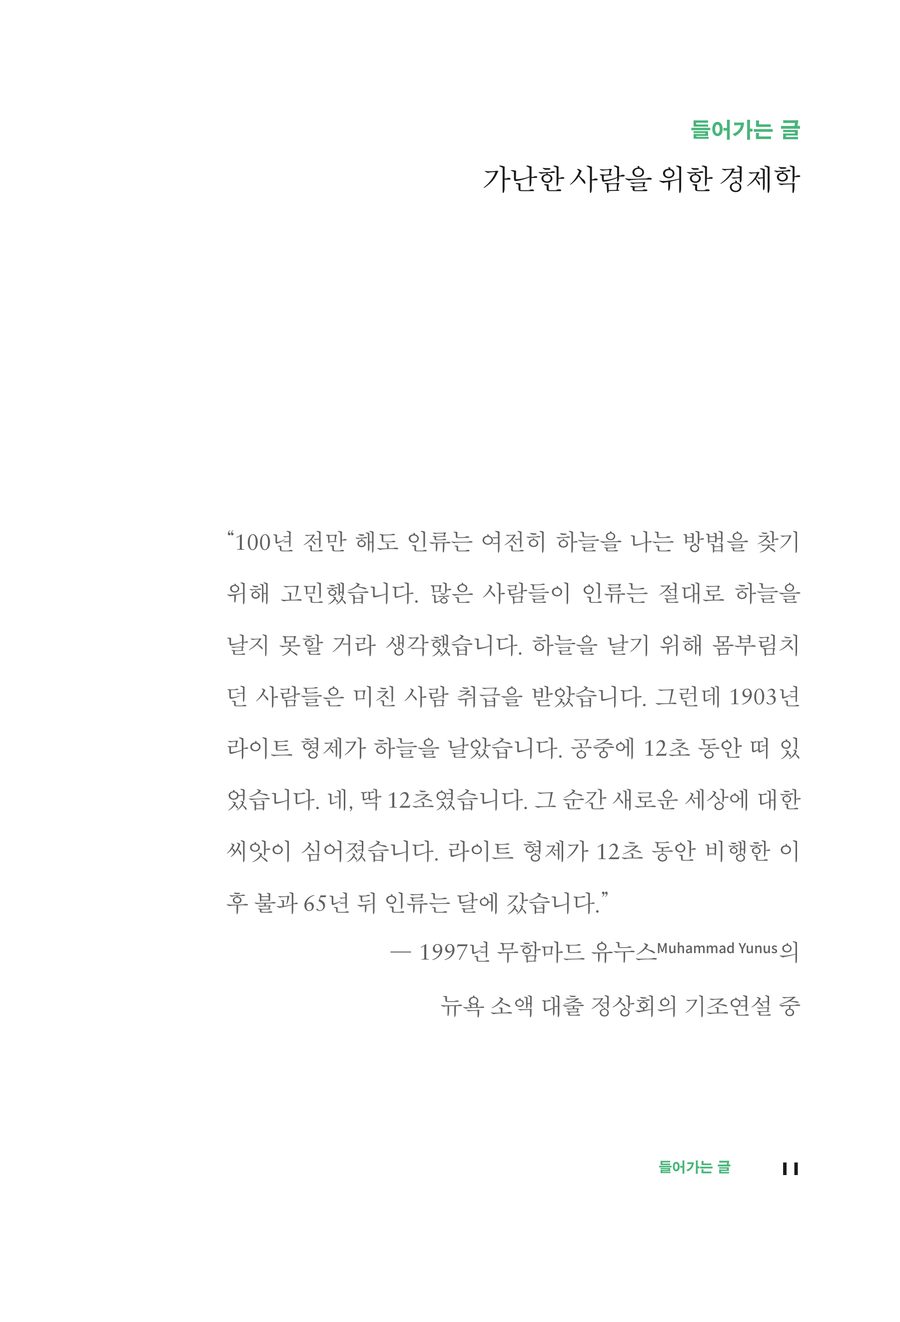 들어가는 글
가난한 사람을 위한 경제학
“100년 전만 해도 인류는 여전히 하늘을 나는 방법을 찾기
위해 고민했습니다. 많은 사람들이 인류는 절대로 하늘을
날지 못할 거라 생각했습니다. 하늘을 날기 위해 몸부림치
던 사람들은 미친 사람 취급을 받았습니다. 그런데 1903년
라이트 형제가 하늘을 날았습니다. 공중에 12초 동안 떠 있
었습니다. 네, 딱 12초였습니다. 그 순간 새로운 세상에 대한
씨앗이 심어졌습니다. 라이트 형제가 12초 동안 비행한 이
후 불과 65년 뒤 인류는 달에 갔습니다.”
— 1997년 무함마드 유누스Muhammad Yunus의
뉴욕 소액 대출 정상회의 기조연설 중
들어가는 글 11